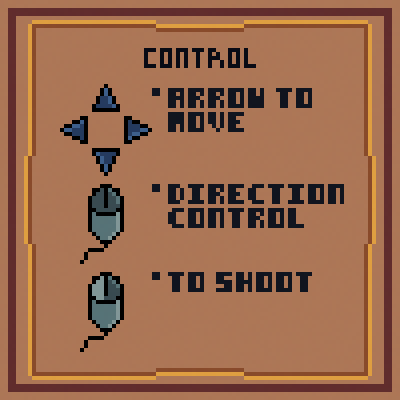 CONTROL
· ARROW TO
MOVE
· DIRECTION
CONTROL
· TO SHOOT